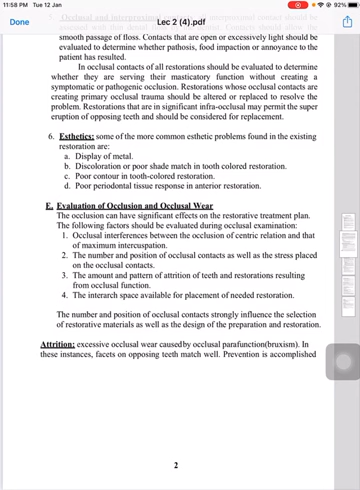 11:58 PM Tue 12 Jan
92%
Done
Lec 2 (4).pdf
5. Occlusal and interproximal interproximal contact should be
smooth passage of floss. Contacts that are open or excessively light should be
evaluated to determine whether pathosis, food impaction or annoyance to the
patient has resulted.
In occlusal contacts of all restorations should be evaluated to determine
whether they are serving their masticatory function without creating a
symptomatic or pathogenic occlusion. Restorations whose occlusal contacts are
creating primary occlusal trauma should be altered or replaced to resolve the
problem. Restorations that are in significant infra-occlusal may permit the super
eruption of opposing teeth and should be considered for replacement.
6. Esthetics: some of the more common esthetic problems found in the existing
restoration are:
a. Display of metal.
b. Discoloration or poor shade match in tooth colored restoration.
c. Poor contour in tooth-colored restoration.
d. Poor periodontal tissue response in anterior restoration.
E. Evaluation of Occlusion and Occlusal Wear
The occlusion can have significant effects on the restorative treatment plan.
The following factors should be evaluated during occlusal examination:
1. Occlusal interferences between the occlusion of centric relation and that
of maximum intercuspation.
2. The number and position of occlusal contacts as well as the stress placed
on the occlusal contacts.
3. The amount and pattern of attrition of teeth and restorations resulting
from occlusal function.
4. The interarch space available for placement of needed restoration.
The number and position of occlusal contacts strongly influence the selection
of restorative materials as well as the design of the preparation and restoration.
Attrition: excessive occlusal wear caused by occlusal parafunction(bruxism). In
these instances, facets on opposing teeth match well. Prevention is accomplished
2